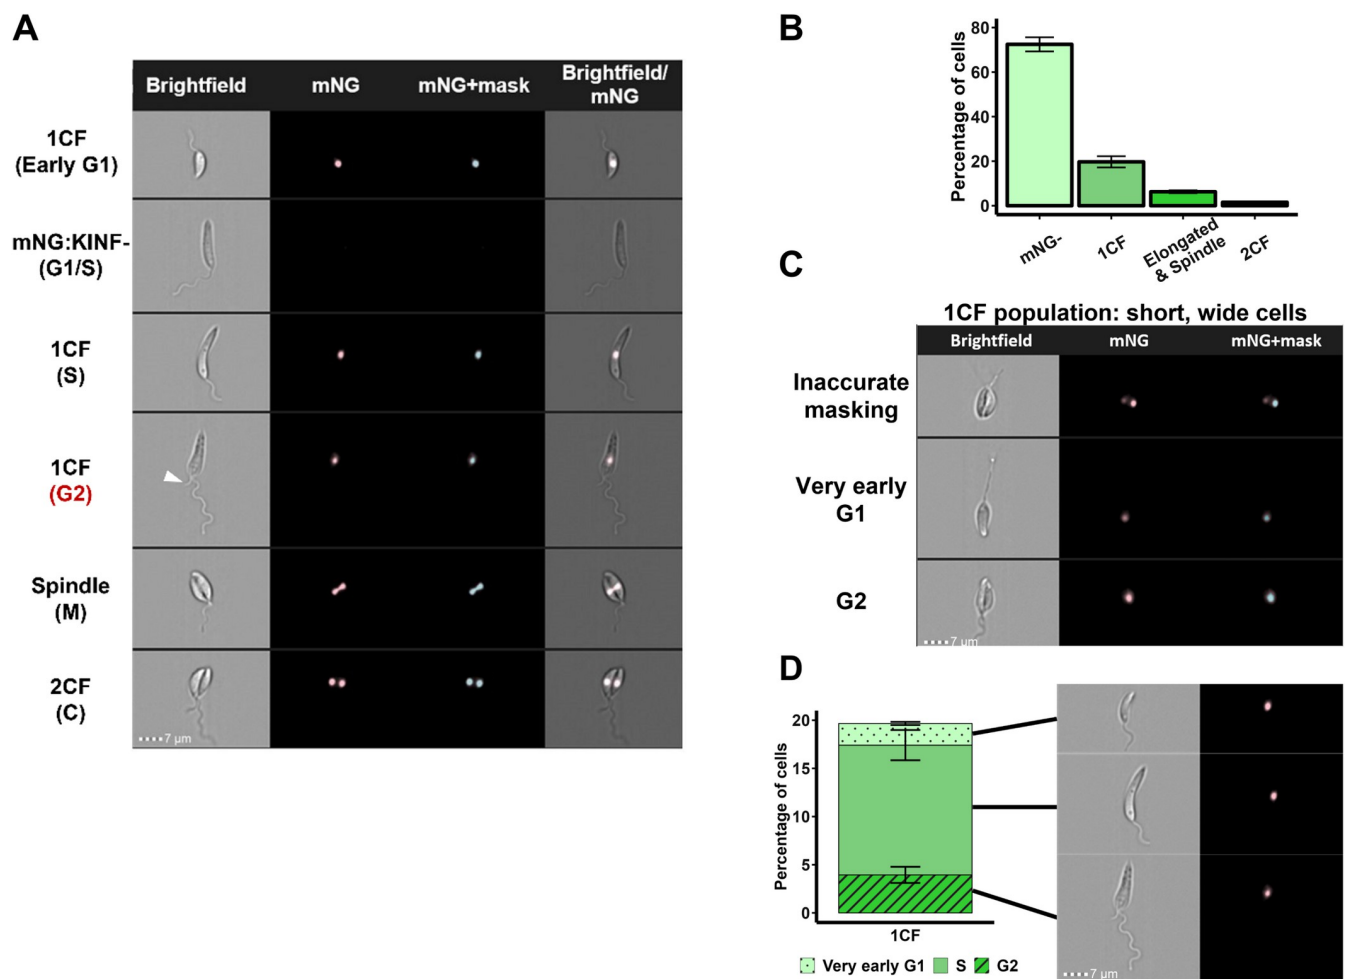 A
Brightfield
mNG
mNG+mask
Brightfield/
mNG
1CF
(Early G1)
mNG:KINF-
(G1/S)
1CF
(S)
1CF
(G2)
Spindle
(M)
2CF
(C)
7 µm
B
Percentage of cells
80
60
40
20
0
mNG-
1CF
Elongated
& Spindle
2CF
C
1CF population: short, wide cells
Brightfield
mNG
mNG+mask
Inaccurate
masking
Very early
G1
G2
7 µm
D
Percentage of cells
20
15
10
5
0
1CF
Very early G1
S
G2
7 µm